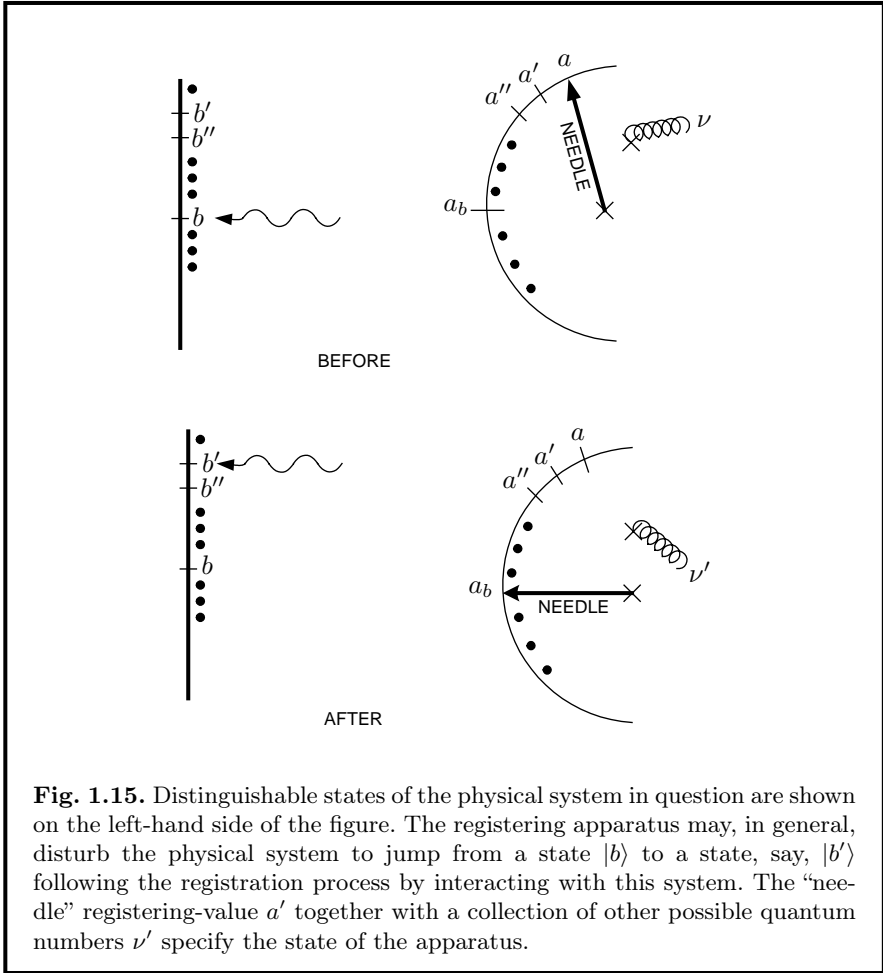 a
a′
a″
ν
b′
b″
NEEDLE
b
a_b
BEFORE
a
a′
b′
a″
b″
ν′
b
a_b
NEEDLE
AFTER
Fig. 1.15. Distinguishable states of the physical system in question are shown
on the left-hand side of the figure. The registering apparatus may, in general,
disturb the physical system to jump from a state |b⟩ to a state, say, |b′⟩
following the registration process by interacting with this system. The “nee-
dle” registering-value a′ together with a collection of other possible quantum
numbers ν′ specify the state of the apparatus.